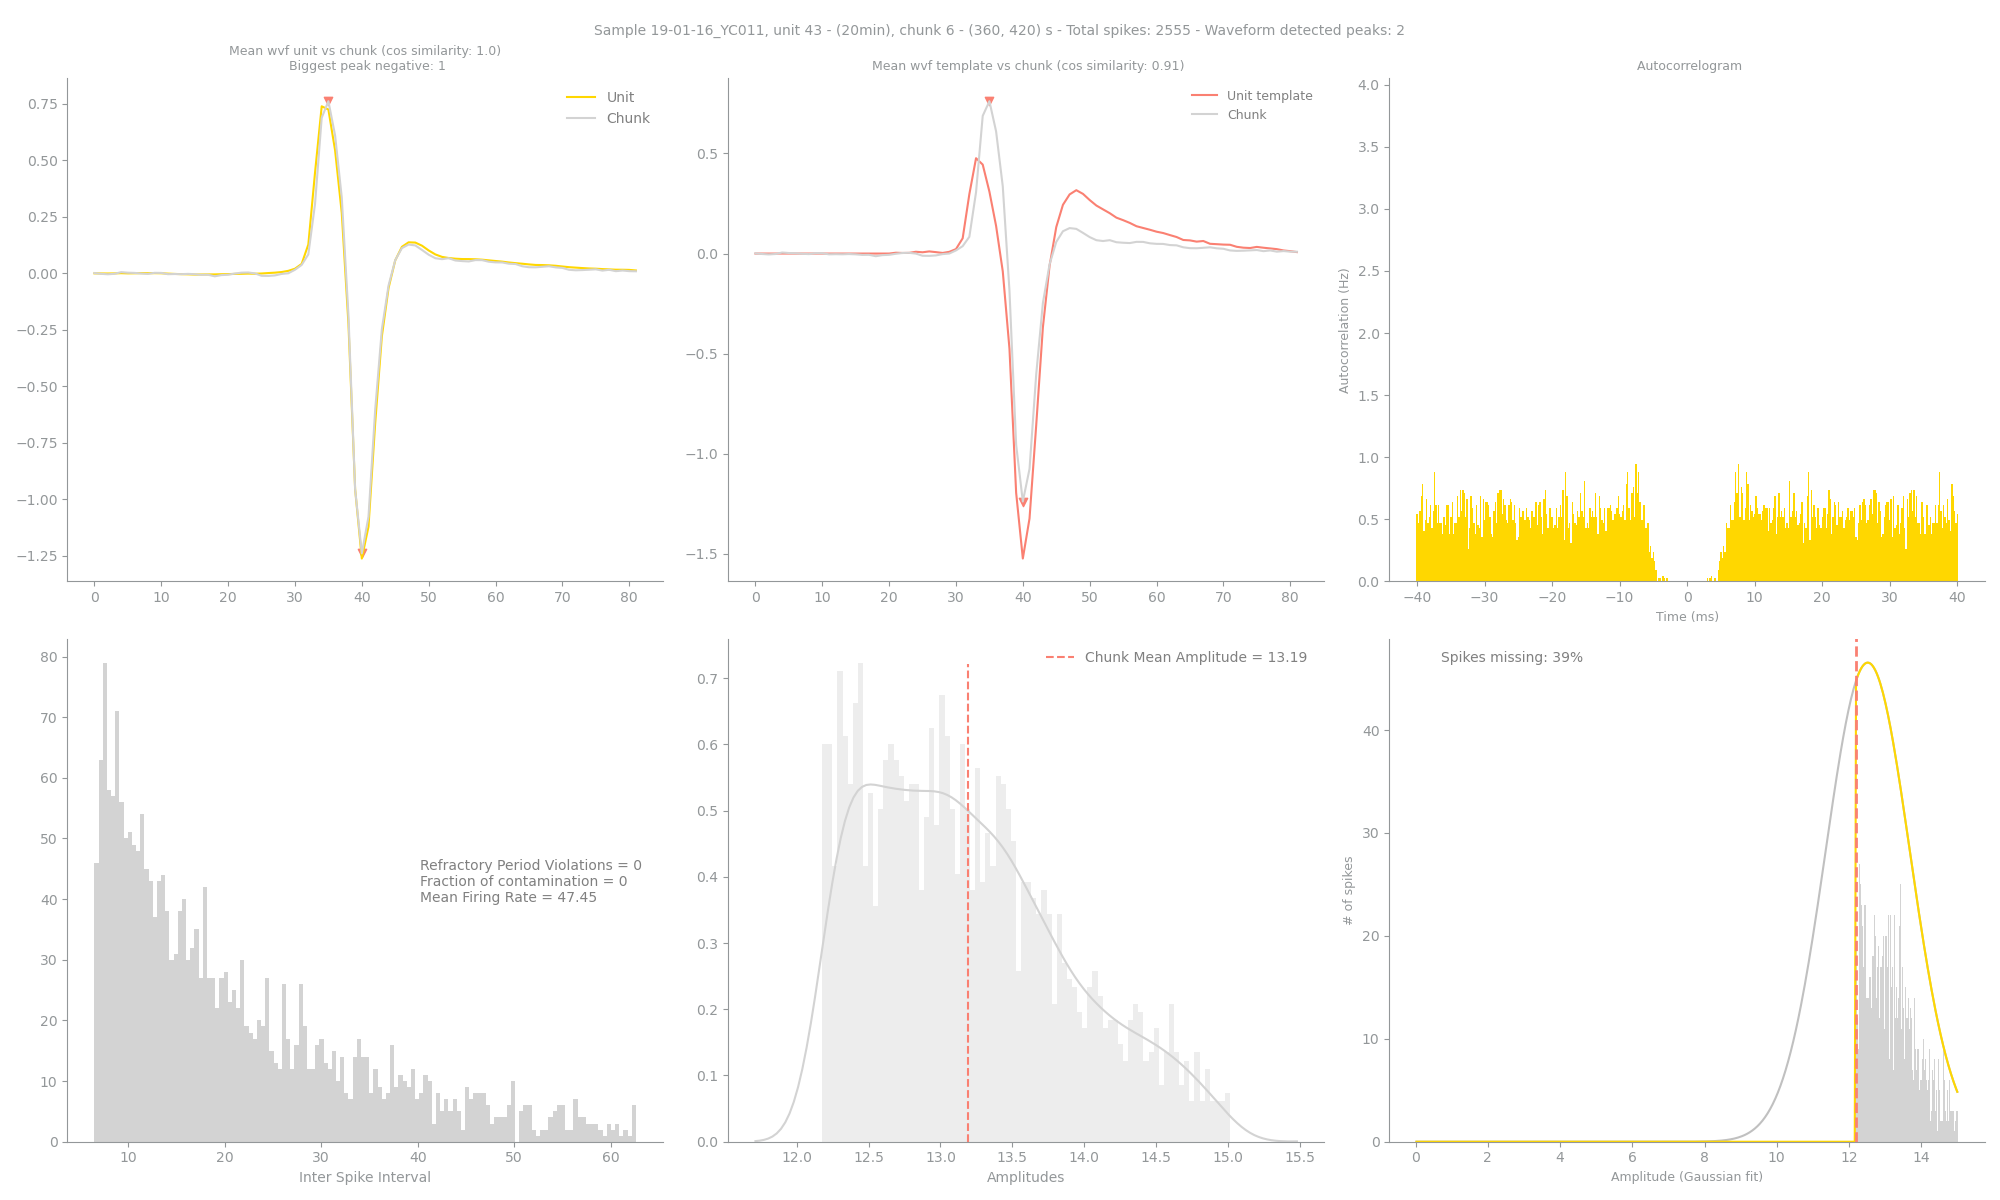 Sample 19-01-16_YC011, unit 43 - (20min), chunk 6 - (360, 420) s - Total spikes: 2555 - Waveform detected peaks: 2
Mean wvf unit vs chunk (cos similarity: 1.0)
Biggest peak negative: 1
Unit
Chunk
0.75
0.50
0.25
0.00
−0.25
−0.50
−0.75
−1.00
−1.25
0 10 20 30 40 50 60 70 80
Mean wvf template vs chunk (cos similarity: 0.91)
Unit template
Chunk
0.5
0.0
−0.5
−1.0
−1.5
0 10 20 30 40 50 60 70 80
Autocorrelogram
Autocorrelation (Hz)
4.0
3.5
3.0
2.5
2.0
1.5
1.0
0.5
0.0
−40 −30 −20 −10 0 10 20 30 40
Time (ms)
80
70
60
50
40
30
20
10
0
Refractory Period Violations = 0
Fraction of contamination = 0
Mean Firing Rate = 47.45
10 20 30 40 50 60
Inter Spike Interval
Chunk Mean Amplitude = 13.19
0.7
0.6
0.5
0.4
0.3
0.2
0.1
0.0
12.0 12.5 13.0 13.5 14.0 14.5 15.0 15.5
Amplitudes
Spikes missing: 39%
# of spikes
40
30
20
10
0
0 2 4 6 8 10 12 14
Amplitude (Gaussian fit)